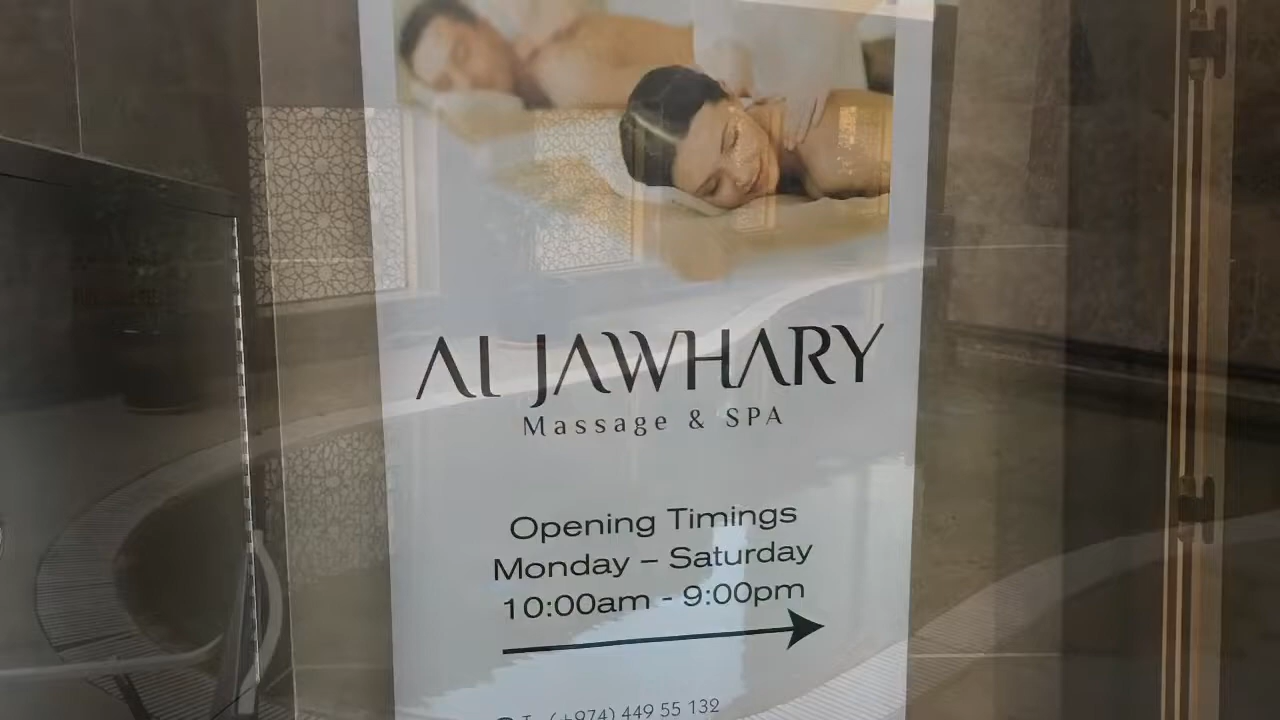 AL JAWHARY
Massage & SPA
Opening Timings
Monday – Saturday
10:00am - 9:00pm
T. (+974) 449 55 132